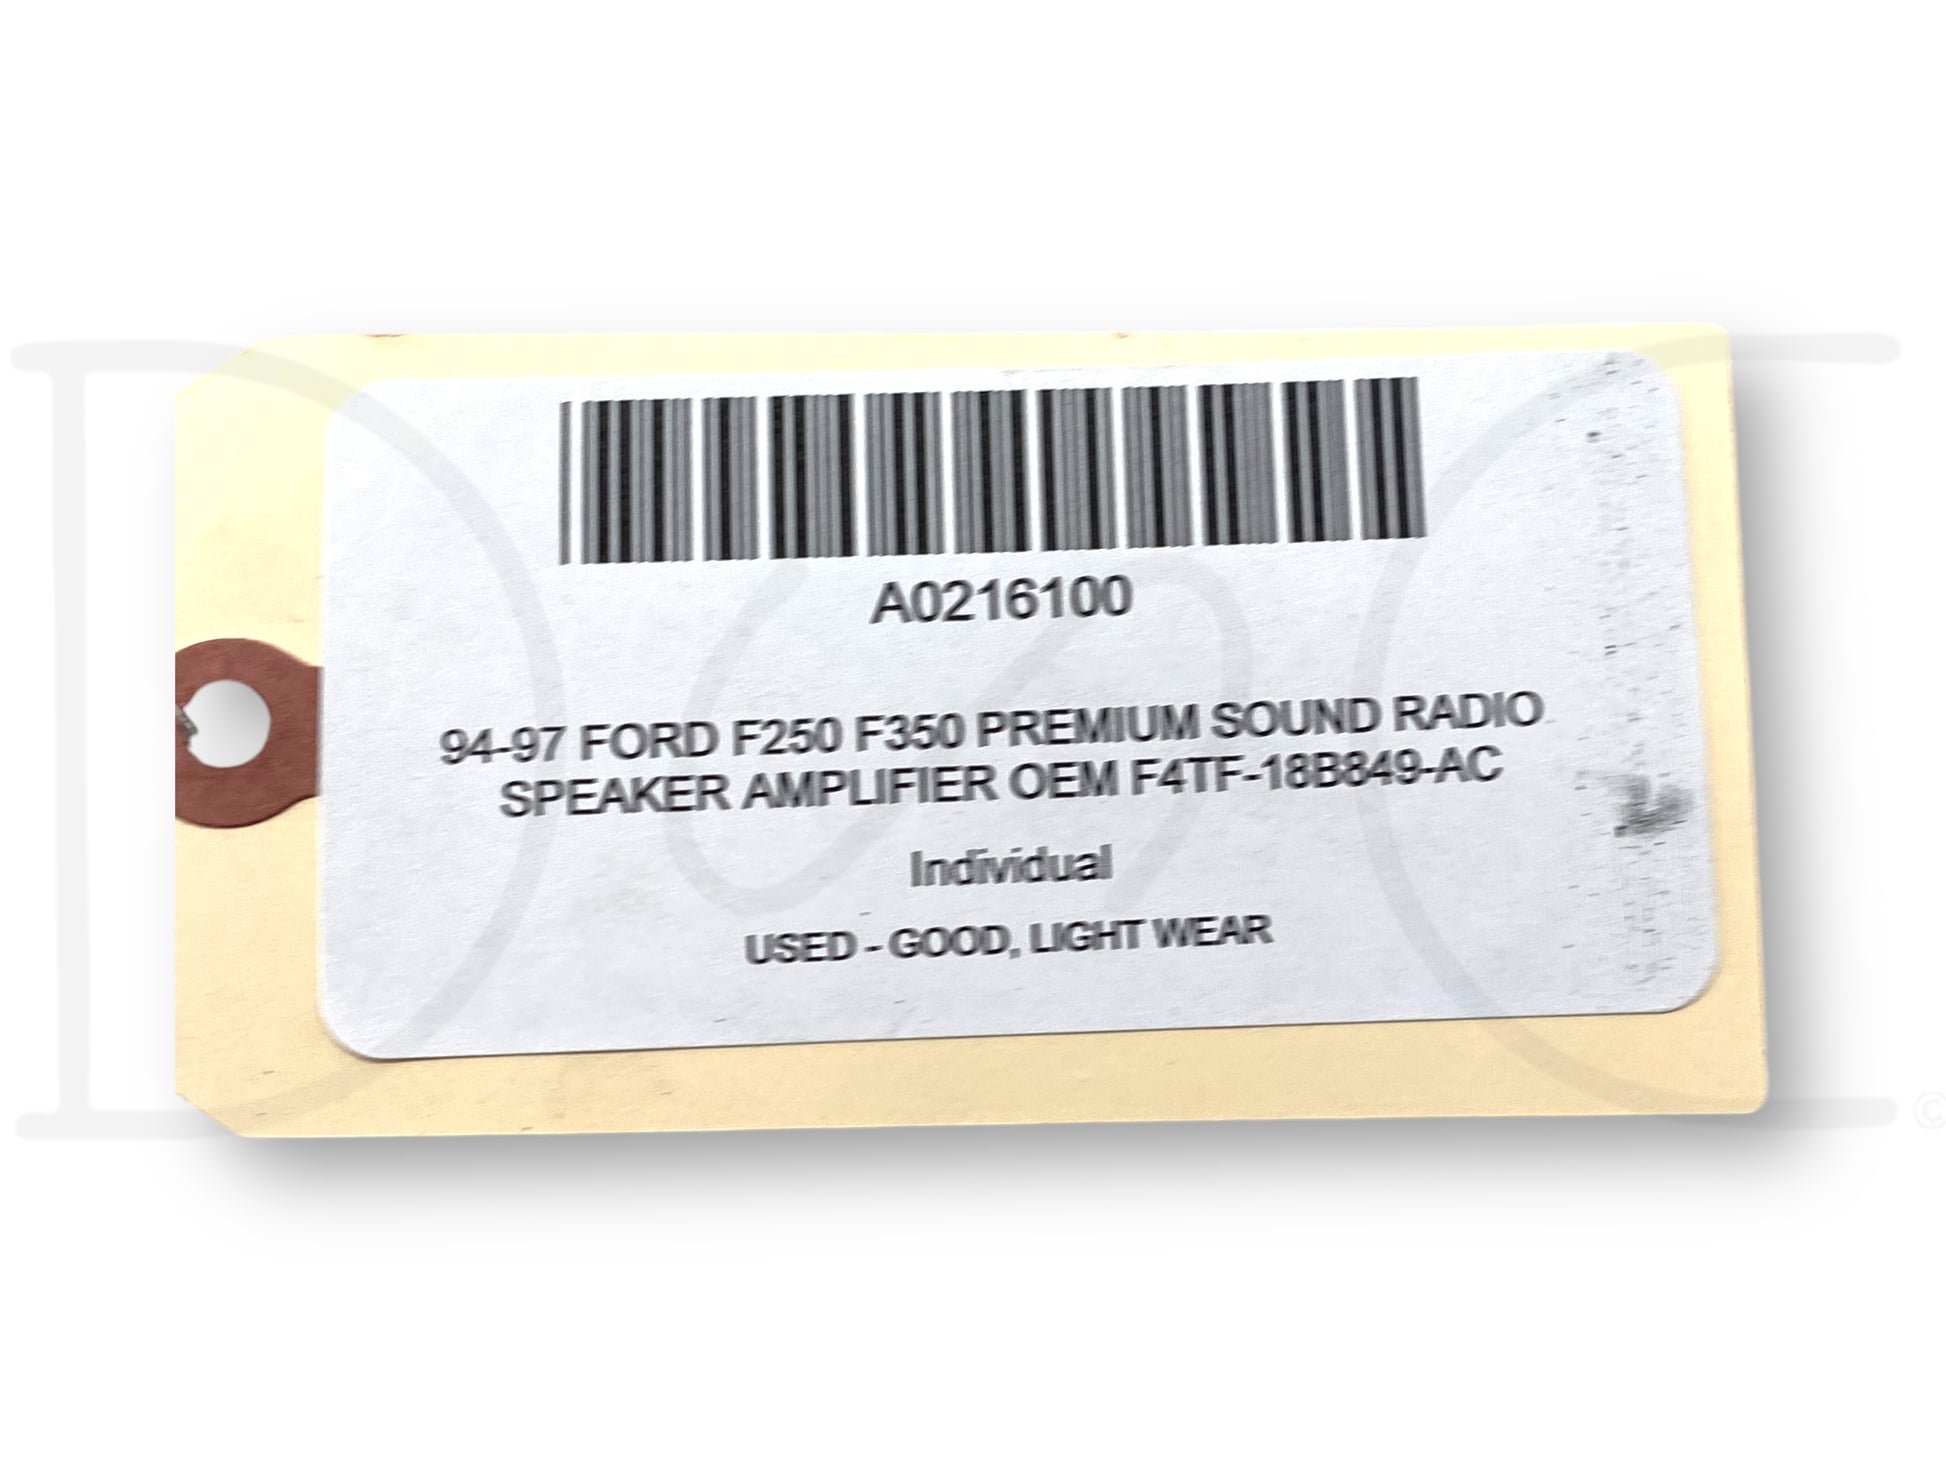 A0216100
94-97 FORD F250 F350 PREMIUM SOUND RADIO
SPEAKER AMPLIFIER OEM F4TF-18B849-AC
Individual
USED - GOOD, LIGHT WEAR
©